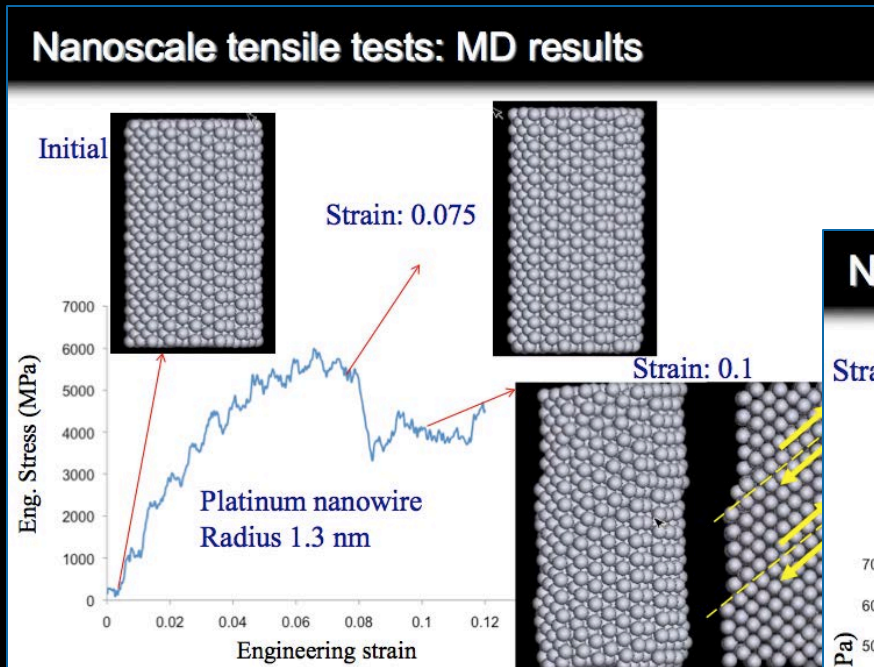 Nanoscale tensile tests: MD results
Initial
Strain: 0.075
Strain: 0.1
7000
6000
5000
4000
3000
2000
1000
0
Eng. Stress (MPa)
Platinum nanowire
Radius 1.3 nm
0 0.02 0.04 0.06 0.08 0.1 0.12
Engineering strain
N
Stra
70
60
50
Pa)